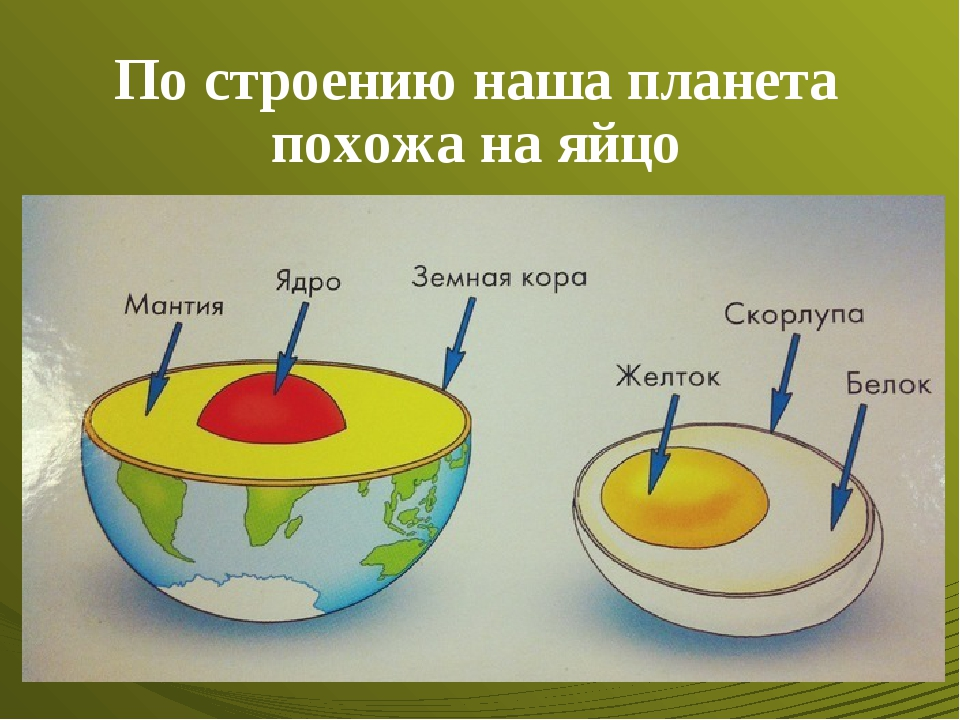 По строению наша планета
похожа на яйцо
Мантия
Ядро
Земная кора
Скорлупа
Желток
Белок